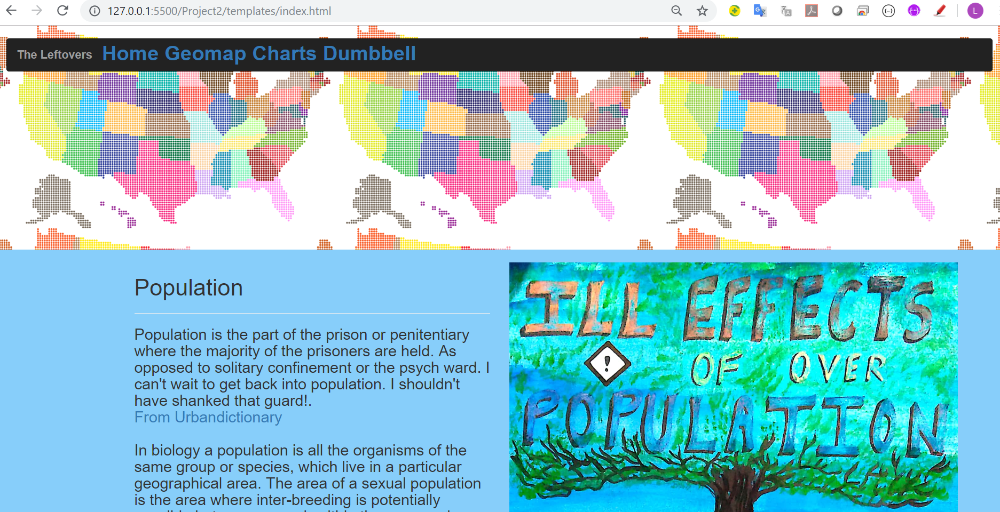 127.0.0.1:5500/Project2/templates/index.html
L
The Leftovers Home Geomap Charts Dumbbell
Population
Population is the part of the prison or penitentiary
where the majority of the prisoners are held. As
opposed to solitary confinement or the psych ward. I
can't wait to get back into population. I shouldn't
have shanked that guard!.
From Urbandictionary
In biology a population is all the organisms of the
same group or species, which live in a particular
geographical area. The area of a sexual population
is the area where inter-breeding is potentially
ILL EFFECTS
!
OF OVER
POPULATION